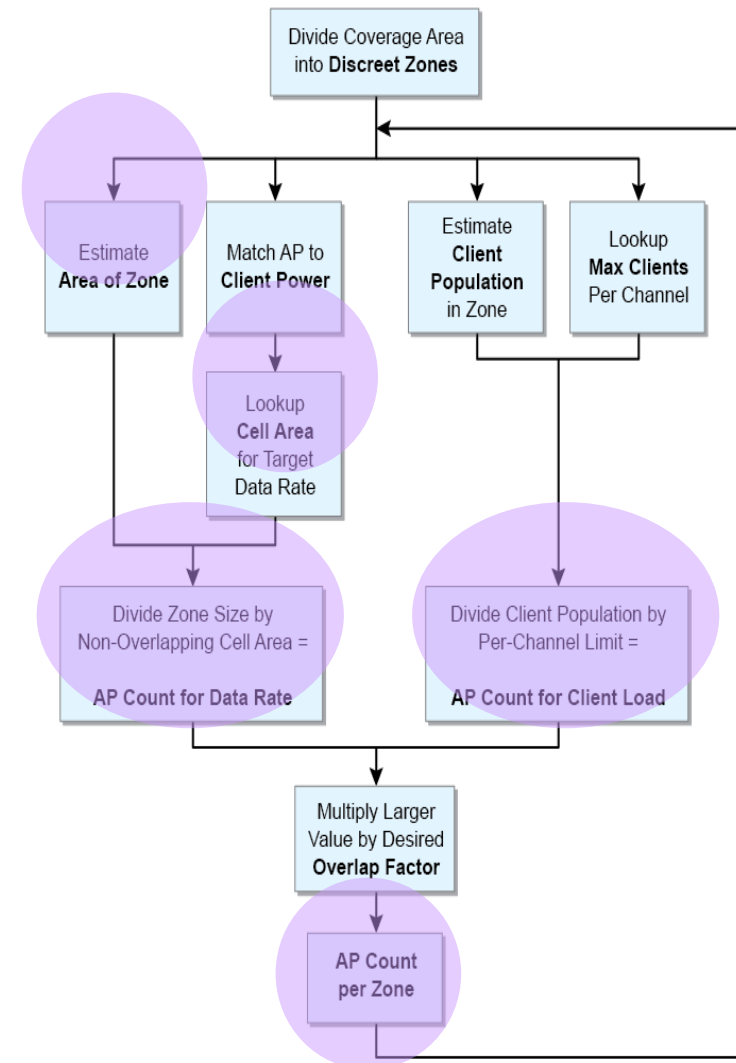 Divide Coverage Area
into Discreet Zones
Estimate
Area of Zone
Match AP to
Client Power
Estimate
Client
Population
in Zone
Lookup
Max Clients
Per Channel
Lookup
Cell Area
for Target
Data Rate
Divide Zone Size by
Non-Overlapping Cell Area =
AP Count for Data Rate
Divide Client Population by
Per-Channel Limit =
AP Count for Client Load
Multiply Larger
Value by Desired
Overlap Factor
AP Count
per Zone